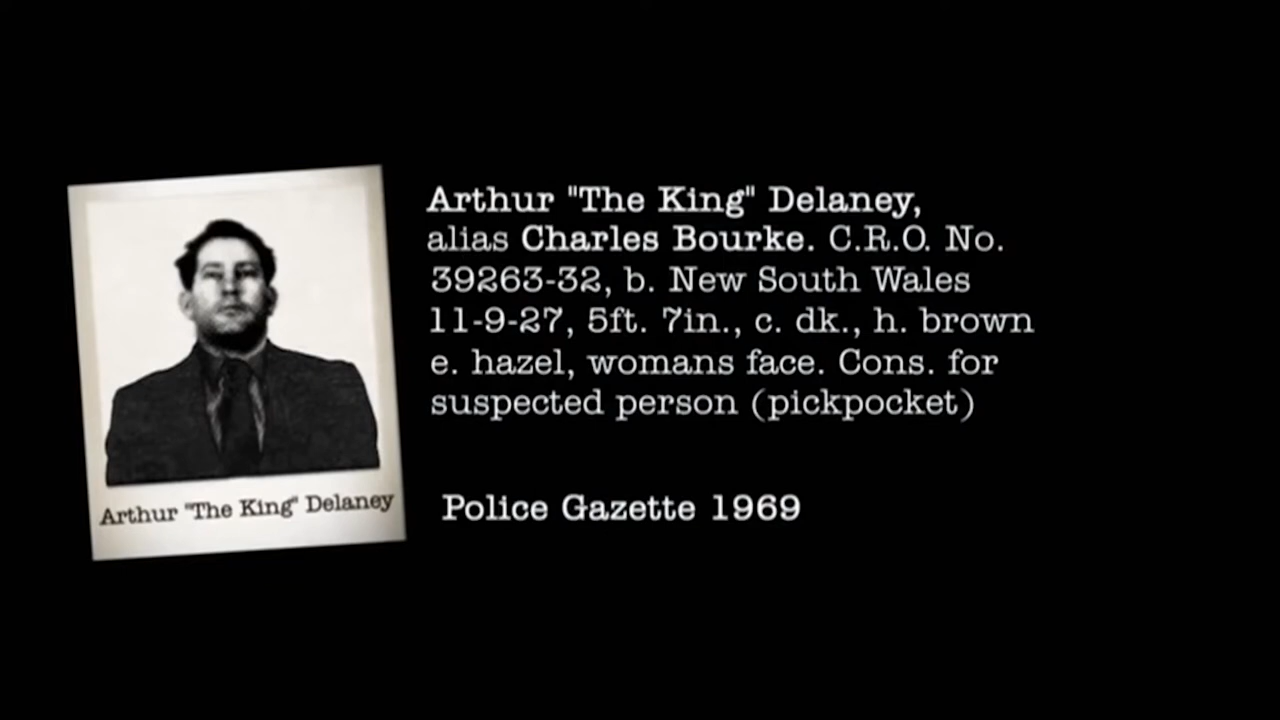 Arthur "The King" Delaney,
alias Charles Bourke. C.R.O. No.
39263-32, b. New South Wales
11-9-27, 5ft. 7in., c. dk., h. brown
e. hazel, womans face. Cons. for
suspected person (pickpocket)
Arthur "The King" Delaney
Police Gazette 1969